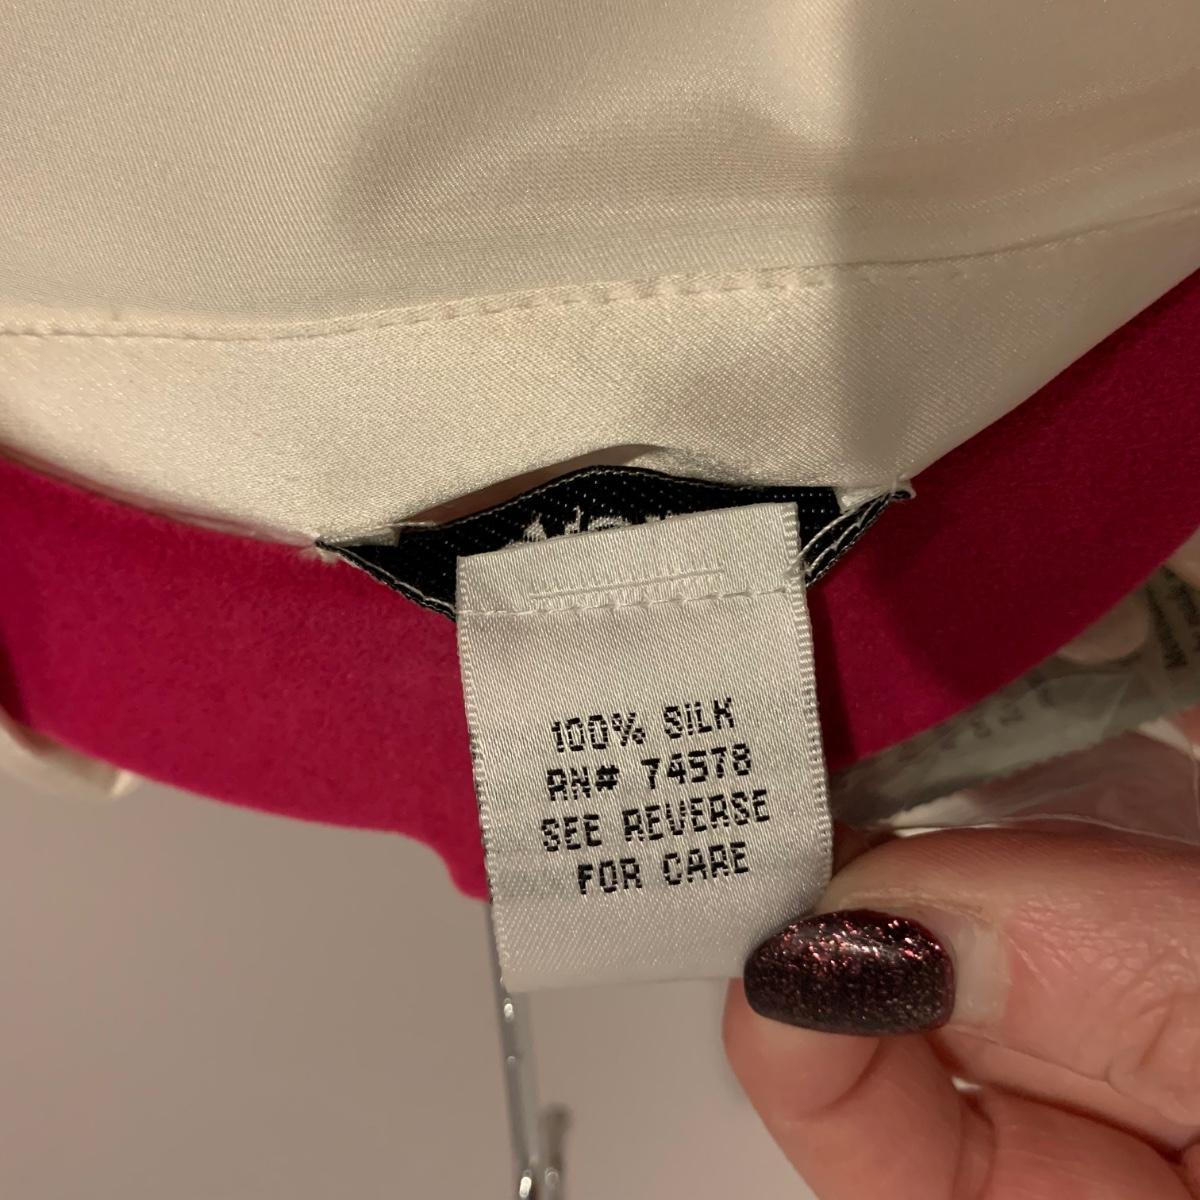 100% SILK
RN# 74578
SEE REVERSE
FOR CARE